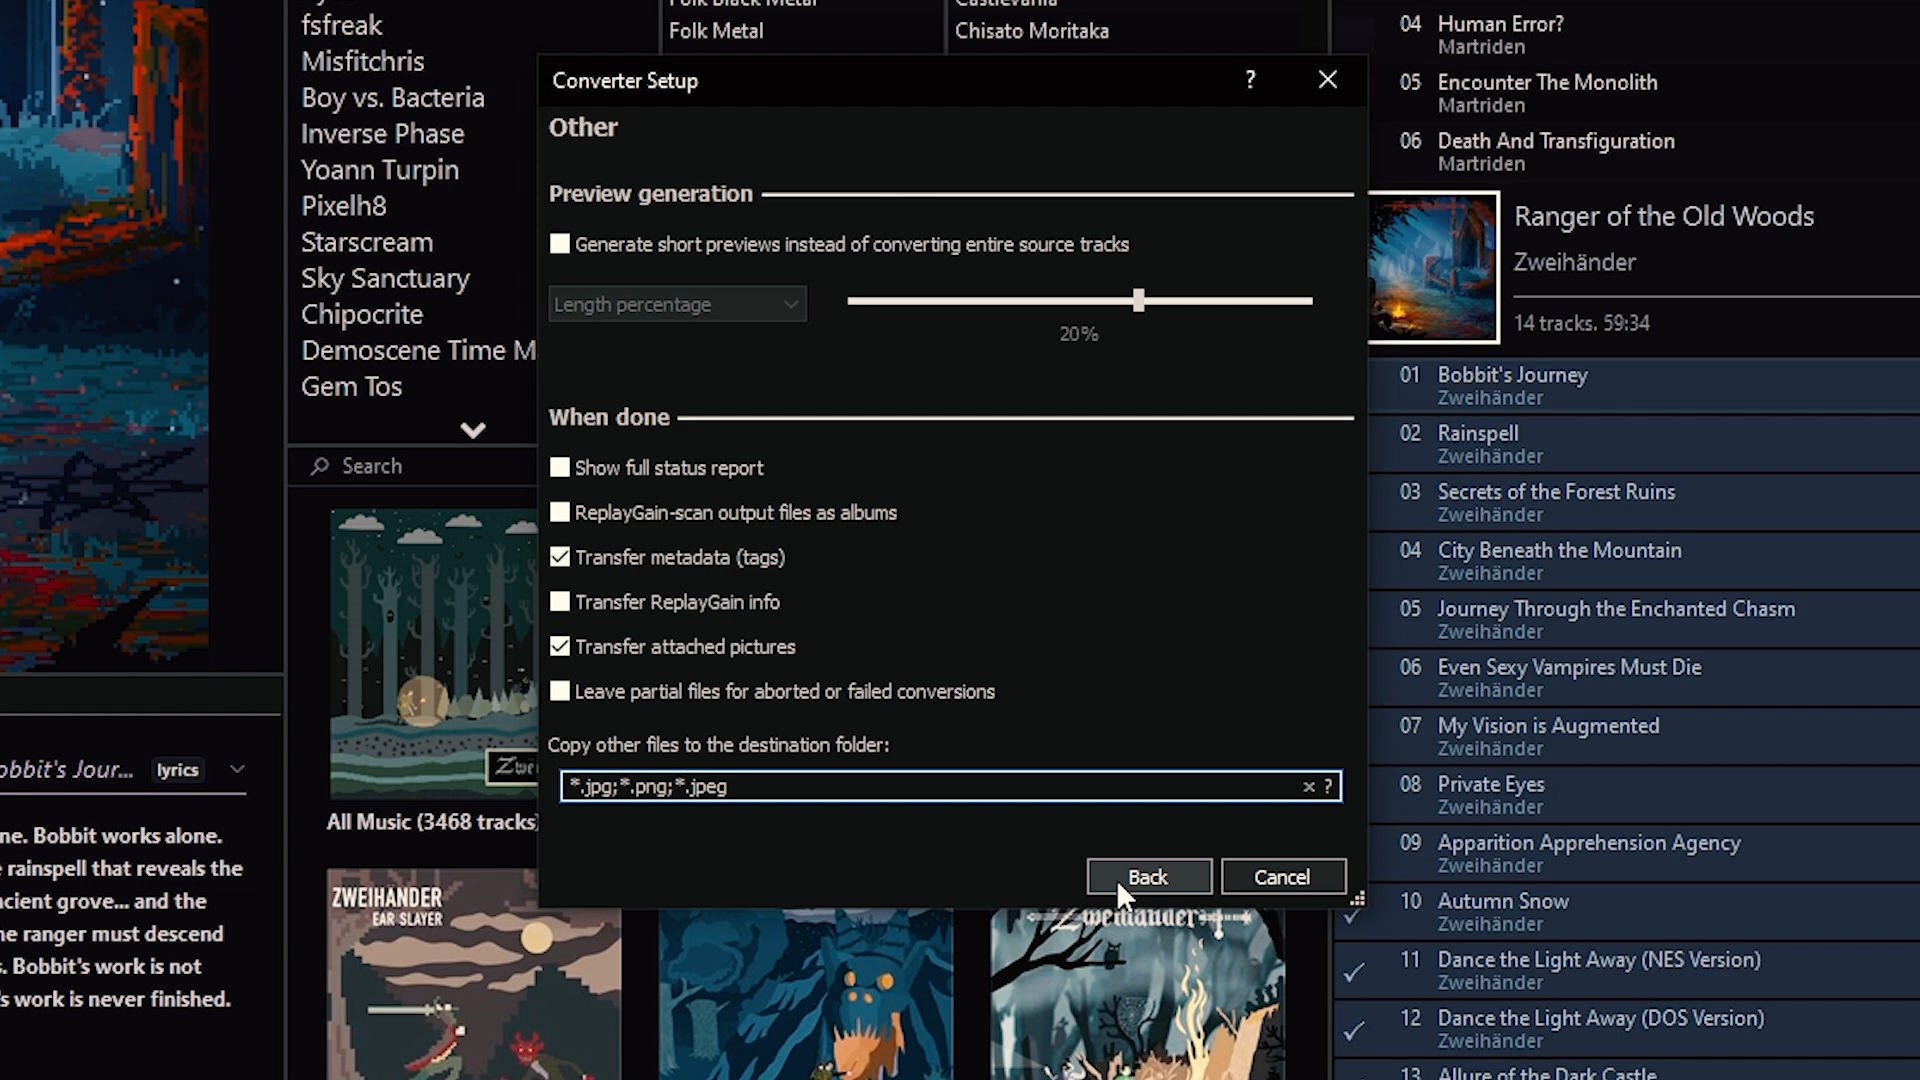 fsfreak
Misfitchris
Boy vs. Bacteria
Inverse Phase
Yoann Turpin
Pixelh8
Starscream
Sky Sanctuary
Chipocrite
Demoscene Time M
Gem Tos
Search
All Music (3468 tracks)
ZWEIHANDER
EAR SLAYER
Zweihander
obbit's Jour...
lyrics
ne. Bobbit works alone.
rainspell that reveals the
ncient grove... and the
he ranger must descend
s. Bobbit's work is not
's work is never finished.
Folk Black Metal
Folk Metal
Castlevania
Chisato Moritaka
Converter Setup
?
Other
Preview generation
Generate short previews instead of converting entire source tracks
Length percentage
20%
When done
Show full status report
ReplayGain-scan output files as albums
Transfer metadata (tags)
Transfer ReplayGain info
Transfer attached pictures
Leave partial files for aborted or failed conversions
Copy other files to the destination folder:
*.jpg;*.png;*.jpeg
× ?
Back
Cancel
04 Human Error?
Martriden
05 Encounter The Monolith
Martriden
06 Death And Transfiguration
Martriden
Ranger of the Old Woods
Zweihänder
14 tracks. 59:34
01 Bobbit's Journey
Zweihänder
02 Rainspell
Zweihänder
03 Secrets of the Forest Ruins
Zweihänder
04 City Beneath the Mountain
Zweihänder
05 Journey Through the Enchanted Chasm
Zweihänder
06 Even Sexy Vampires Must Die
Zweihänder
07 My Vision is Augmented
Zweihänder
08 Private Eyes
Zweihänder
09 Apparition Apprehension Agency
Zweihänder
10 Autumn Snow
Zweihänder
11 Dance the Light Away (NES Version)
Zweihänder
12 Dance the Light Away (DOS Version)
Zweihänder
13 Allure of the Dark Castle